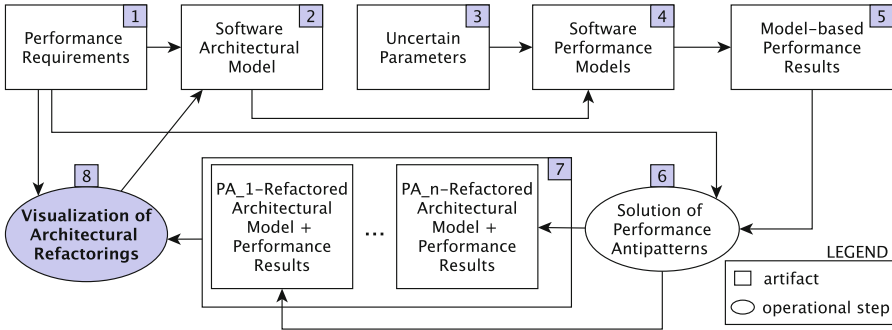 1
Performance
Requirements
2
Software
Architectural
Model
3
Uncertain
Parameters
4
Software
Performance
Models
5
Model-based
Performance
Results
8
Visualization of
Architectural
Refactorings
7
PA_1-Refactored
Architectural
Model +
Performance
Results
...
PA_n-Refactored
Architectural
Model +
Performance
Results
6
Solution of
Performance
Antipatterns
LEGEND
artifact
operational step